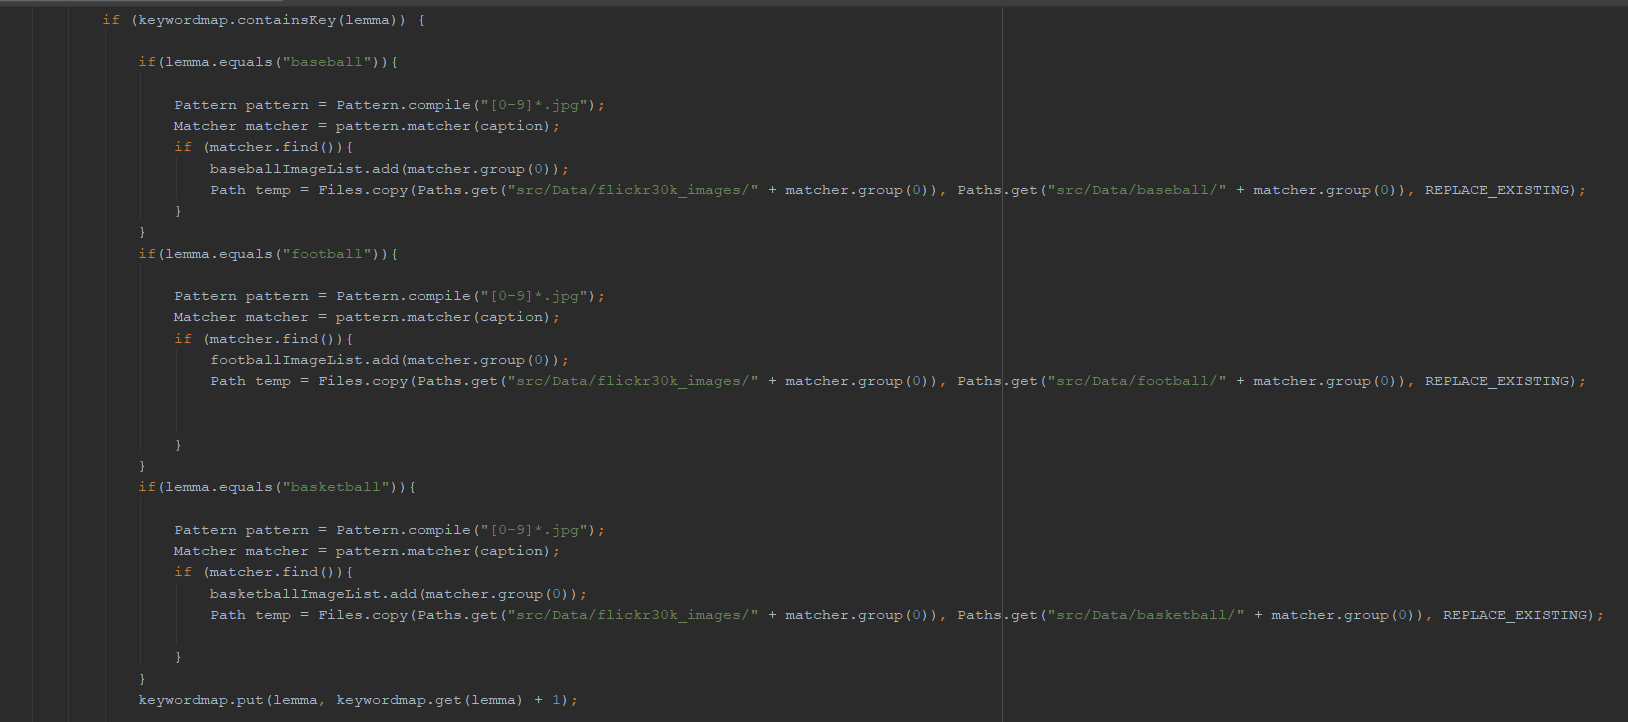 if (keywordmap.containsKey(lemma)) {
if(lemma.equals("baseball")){
Pattern pattern = Pattern.compile("[0-9]*.jpg");
Matcher matcher = pattern.matcher(caption);
if (matcher.find()){
baseballImageList.add(matcher.group(0));
Path temp = Files.copy(Paths.get("src/Data/flickr30k_images/" + matcher.group(0)), Paths.get("src/Data/baseball/" + matcher.group(0)), REPLACE_EXISTING);
}
}
if(lemma.equals("football")){
Pattern pattern = Pattern.compile("[0-9]*.jpg");
Matcher matcher = pattern.matcher(caption);
if (matcher.find()){
footballImageList.add(matcher.group(0));
Path temp = Files.copy(Paths.get("src/Data/flickr30k_images/" + matcher.group(0)), Paths.get("src/Data/football/" + matcher.group(0)), REPLACE_EXISTING);
}
}
if(lemma.equals("basketball")){
Pattern pattern = Pattern.compile("[0-9]*.jpg");
Matcher matcher = pattern.matcher(caption);
if (matcher.find()){
basketballImageList.add(matcher.group(0));
Path temp = Files.copy(Paths.get("src/Data/flickr30k_images/" + matcher.group(0)), Paths.get("src/Data/basketball/" + matcher.group(0)), REPLACE_EXISTING);
}
}
keywordmap.put(lemma, keywordmap.get(lemma) + 1);